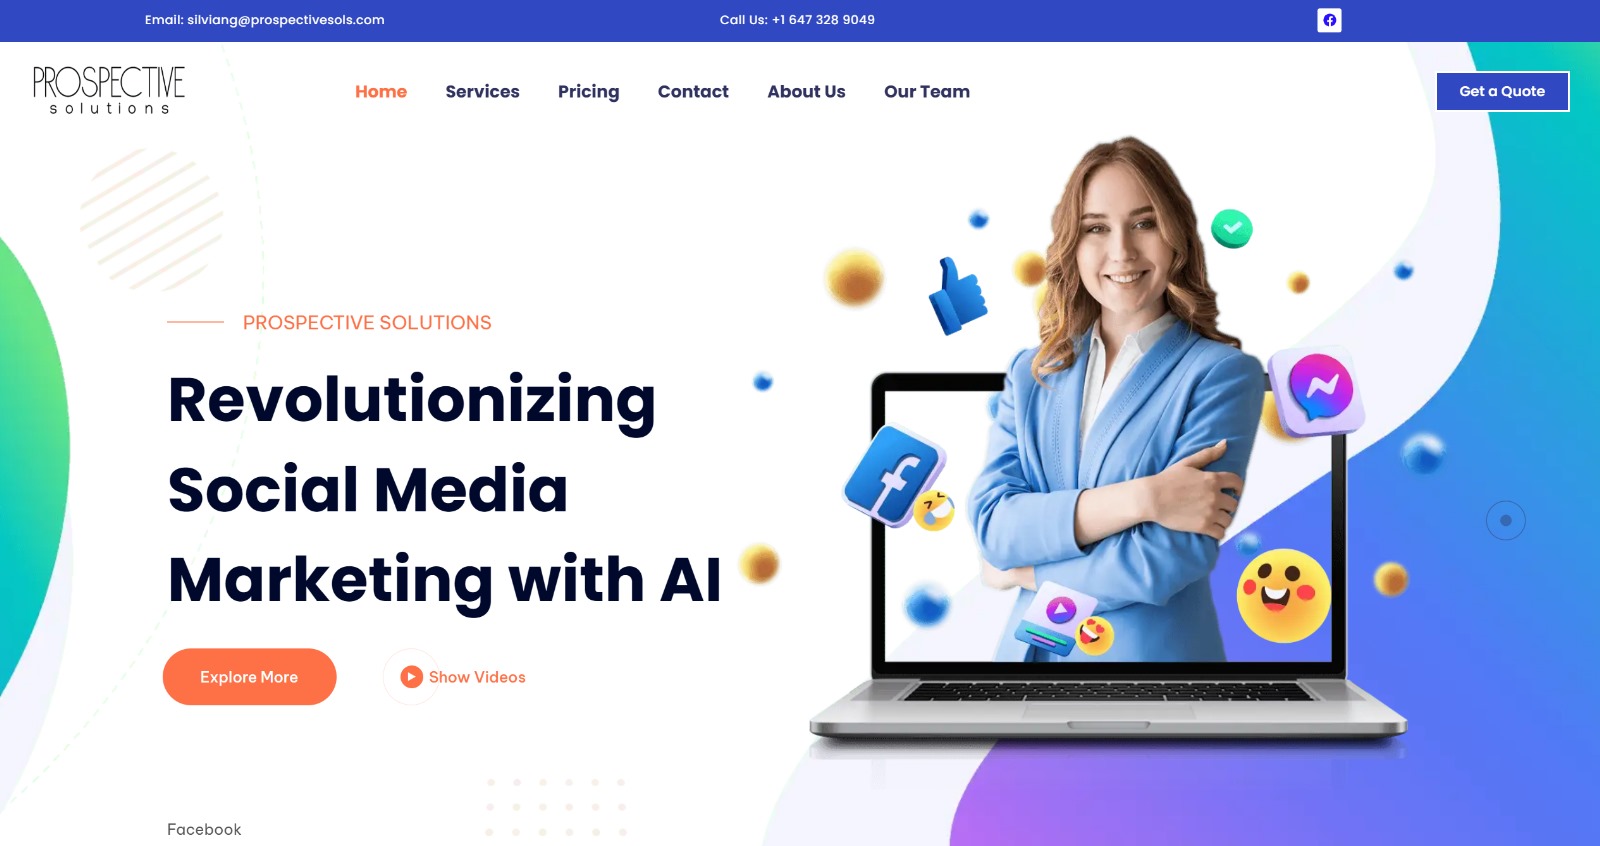 Email: silviang@prospectivesols.com
Call Us: +1 647 328 9049
PROSPECTIVE
solutions
Home
Services
Pricing
Contact
About Us
Our Team
Get a Quote
PROSPECTIVE SOLUTIONS
Revolutionizing
Social Media
Marketing with AI
Explore More
Show Videos
Facebook